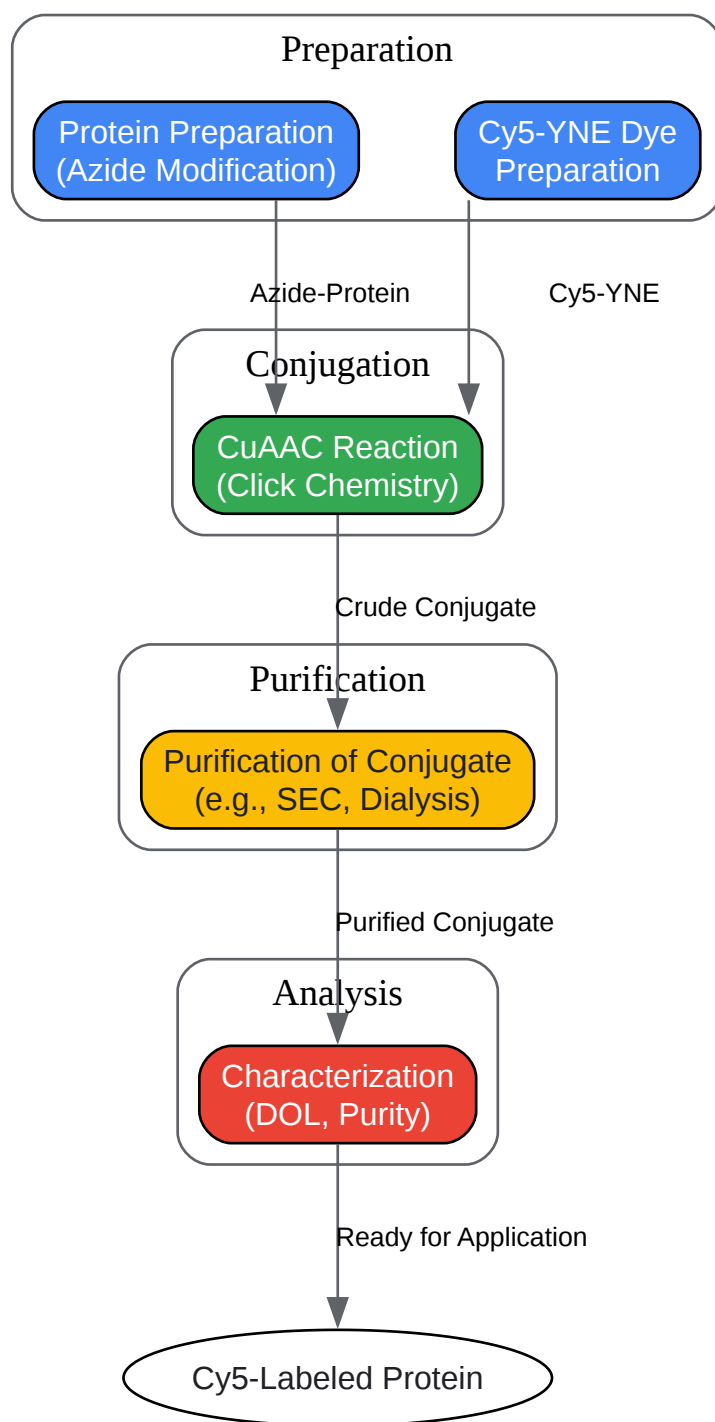 Preparation
Protein Preparation
(Azide Modification)
Cy5-YNE Dye
Preparation
Azide-Protein
Cy5-YNE
Conjugation
CuAAC Reaction
(Click Chemistry)
Crude Conjugate
Purification
Purification of Conjugate
(e.g., SEC, Dialysis)
Purified Conjugate
Analysis
Characterization
(DOL, Purity)
Ready for Application
Cy5-Labeled Protein